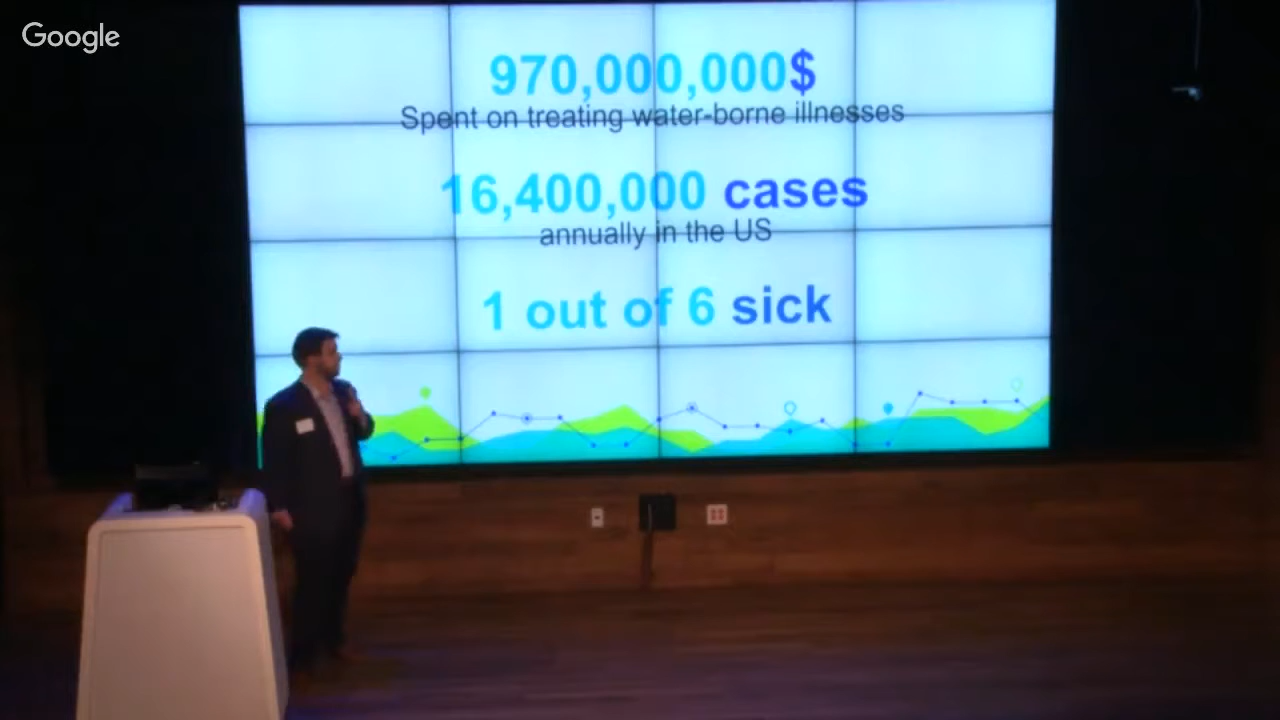 Google
970,000,000$
Spent on treating water-borne illnesses
16,400,000 cases
annually in the US
1 out of 6 sick